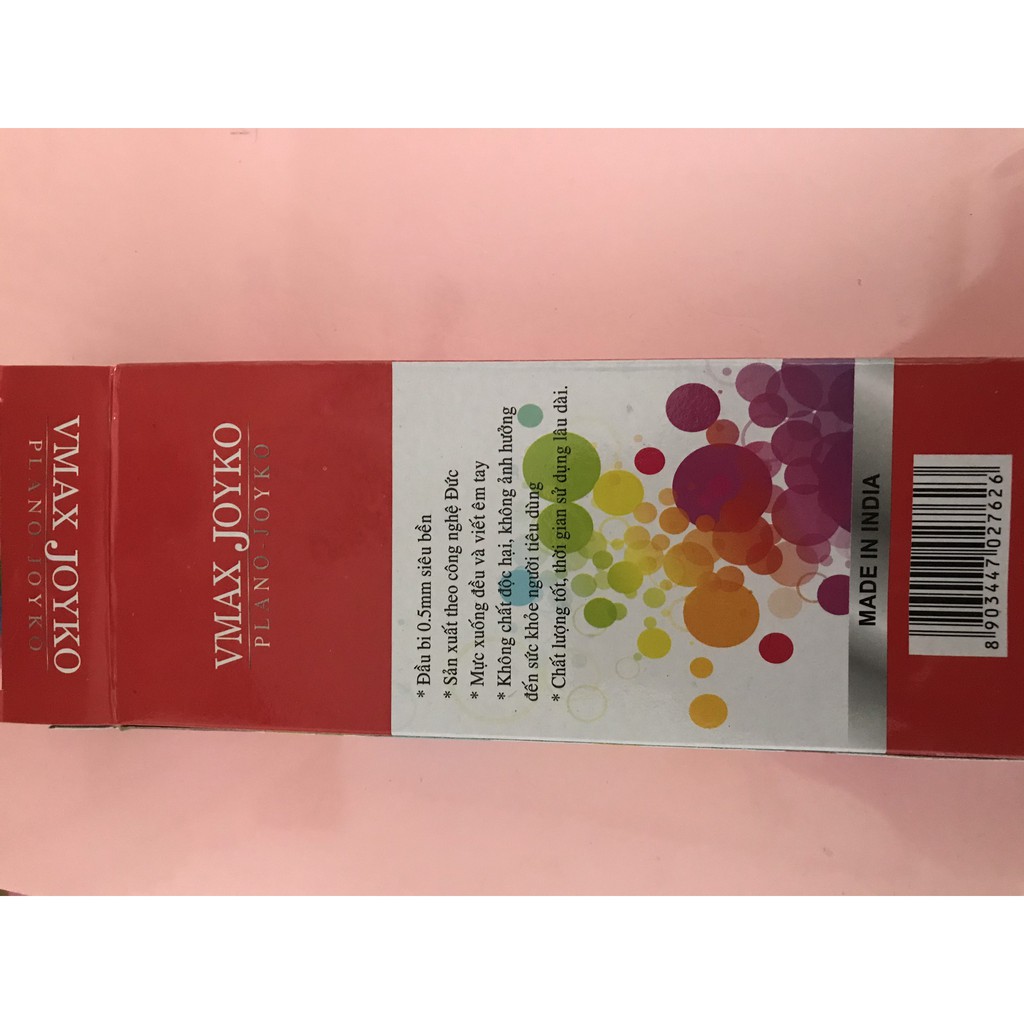 VMAX JOYKO
PLANO JOYKO
VMAX JOYKO
PLANO-JOYKO
* Đầu bi 0.5mm siêu bền
* Sản xuất theo công nghệ Đức
* Mực xuống đều và viết êm tay
* Không chất độc hại, không ảnh hưởng
đến sức khỏe người tiêu dùng
* Chất lượng tốt, thời gian sử dụng lâu dài.
MADE IN INDIA
8 903447 027626